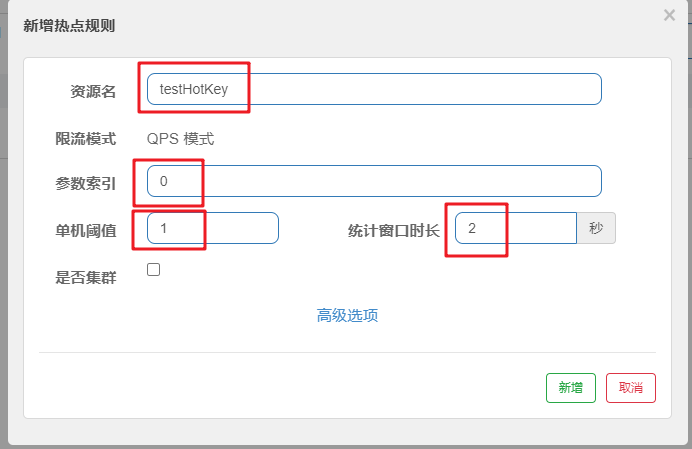 新增热点规则 ×
资源名 testHotKey
限流模式 QPS 模式
参数索引 0
单机阈值 1 统计窗口时长 2 秒
是否集群
高级选项
新增 取消